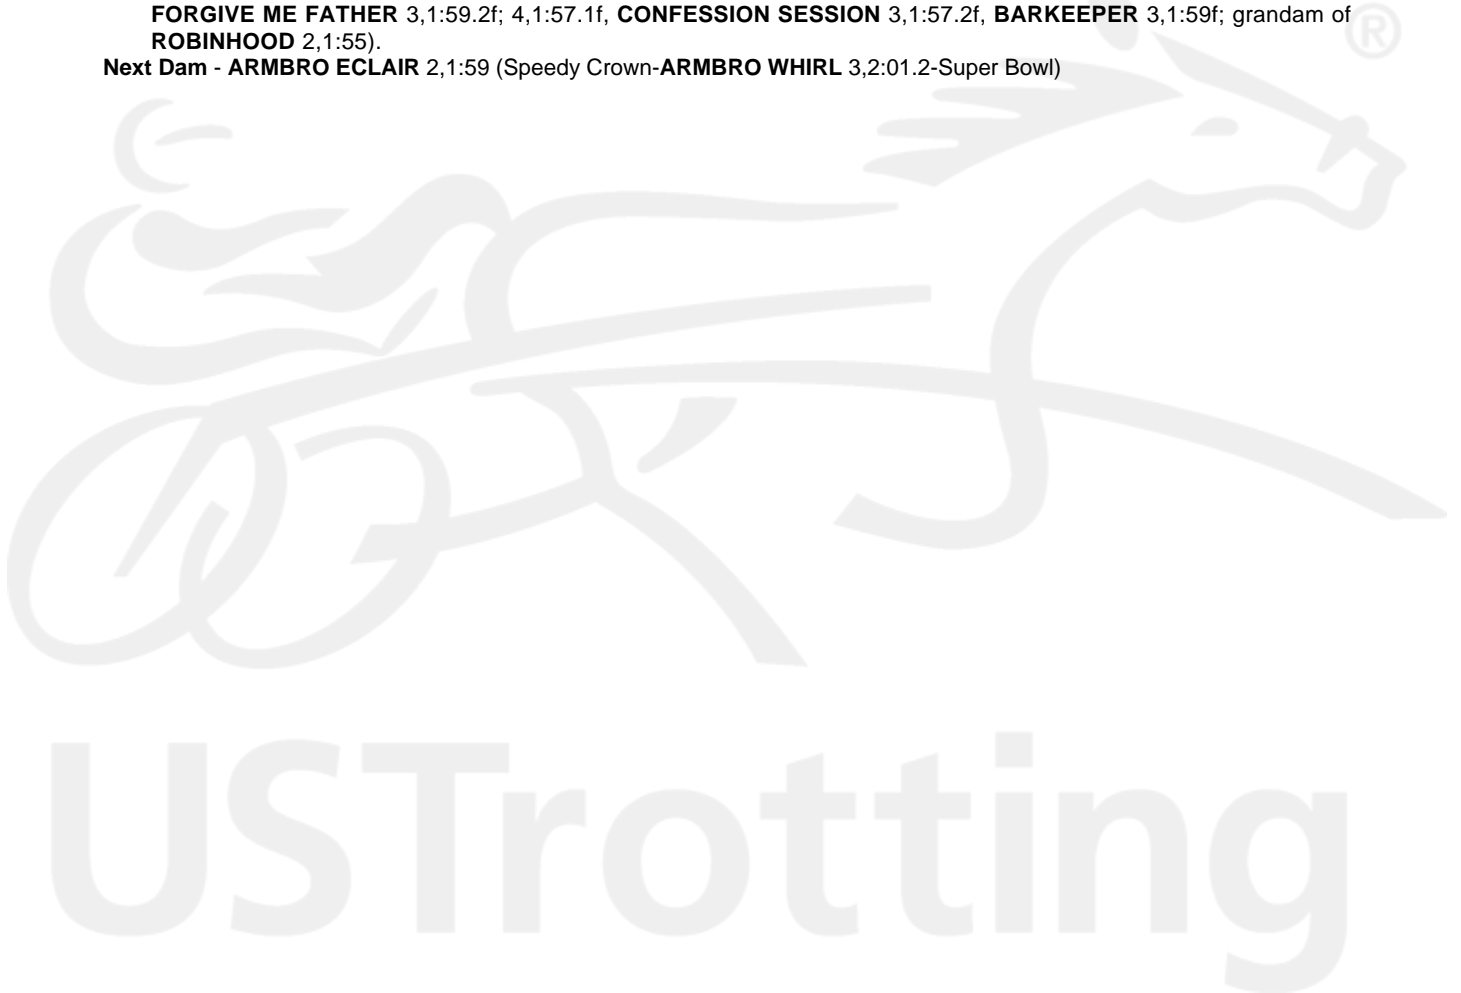 FORGIVE ME FATHER 3,1:59.2f; 4,1:57.1f, CONFESSION SESSION 3,1:57.2f, BARKEEPER 3,1:59f; grandam of
ROBINHOOD 2,1:55).
Next Dam - ARMBRO ECLAIR 2,1:59 (Speedy Crown-ARMBRO WHIRL 3,2:01.2-Super Bowl)
®
USTrotting